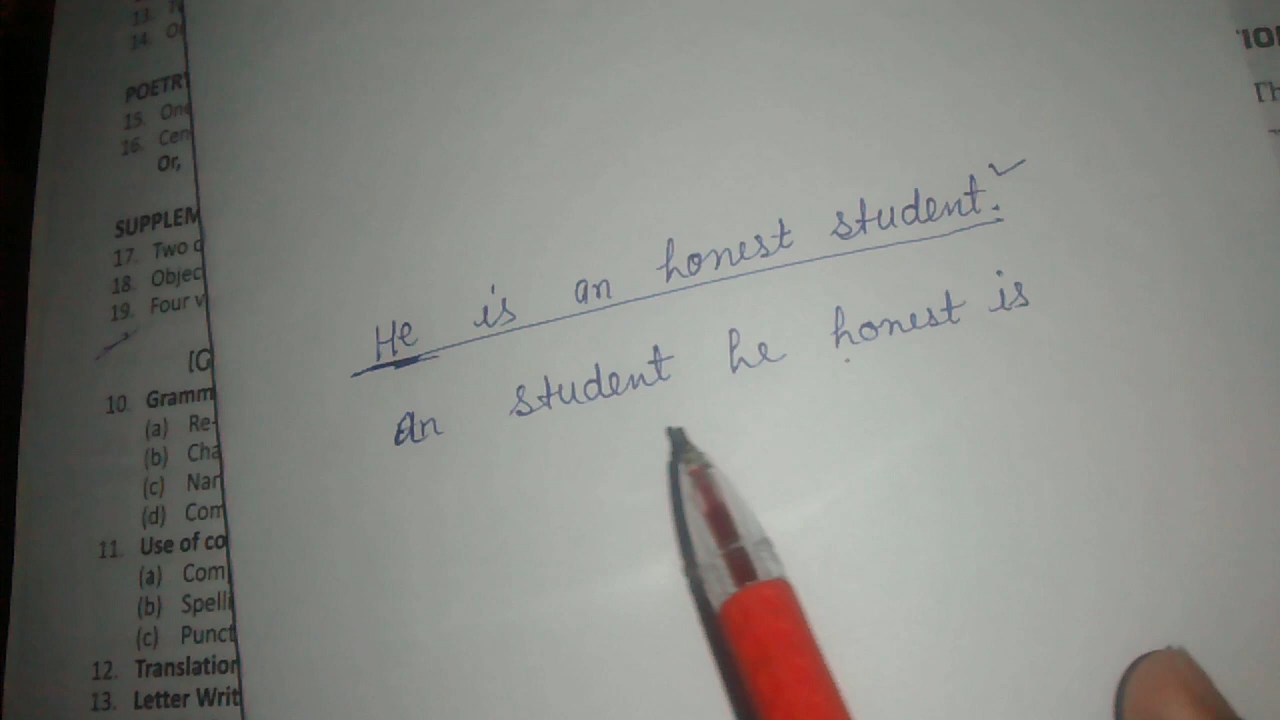 13.
14.
POETRY
15. One
16. Cen
Or,
SUPPLEM
17. Two
18. Objec
19. Four v
10. Gramm
(a) Re-
(b) Cha
(c) Nar
(d) Com
11. Use of co
(a) Com
(b) Spelli
(c) Punct
12. Translation
13. Letter Writ
He is an honest student.
an student he honest is